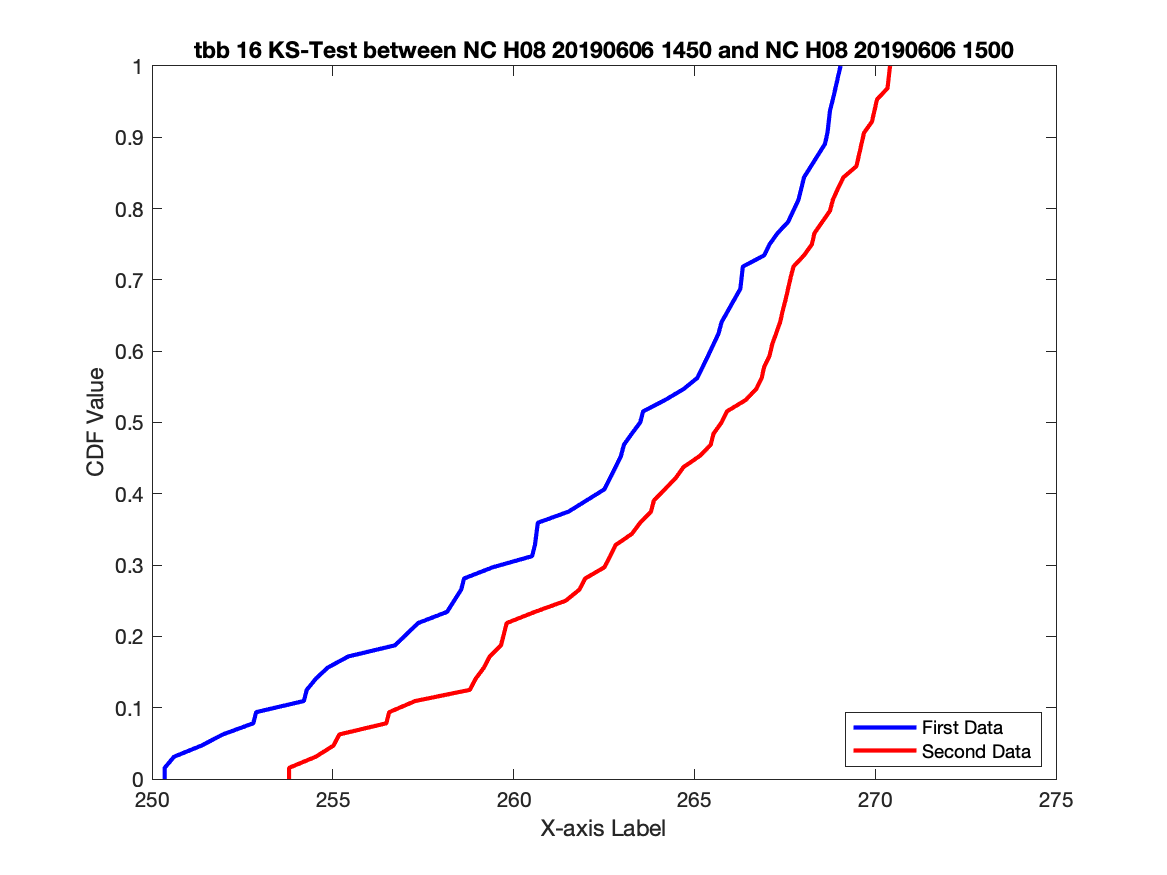 tbb 16 KS-Test between NC H08 20190606 1450 and NC H08 20190606 1500
1
0.9
0.8
0.7
0.6
0.5
0.4
0.3
0.2
0.1
0
CDF Value
First Data
Second Data
250 255 260 265 270 275
X-axis Label